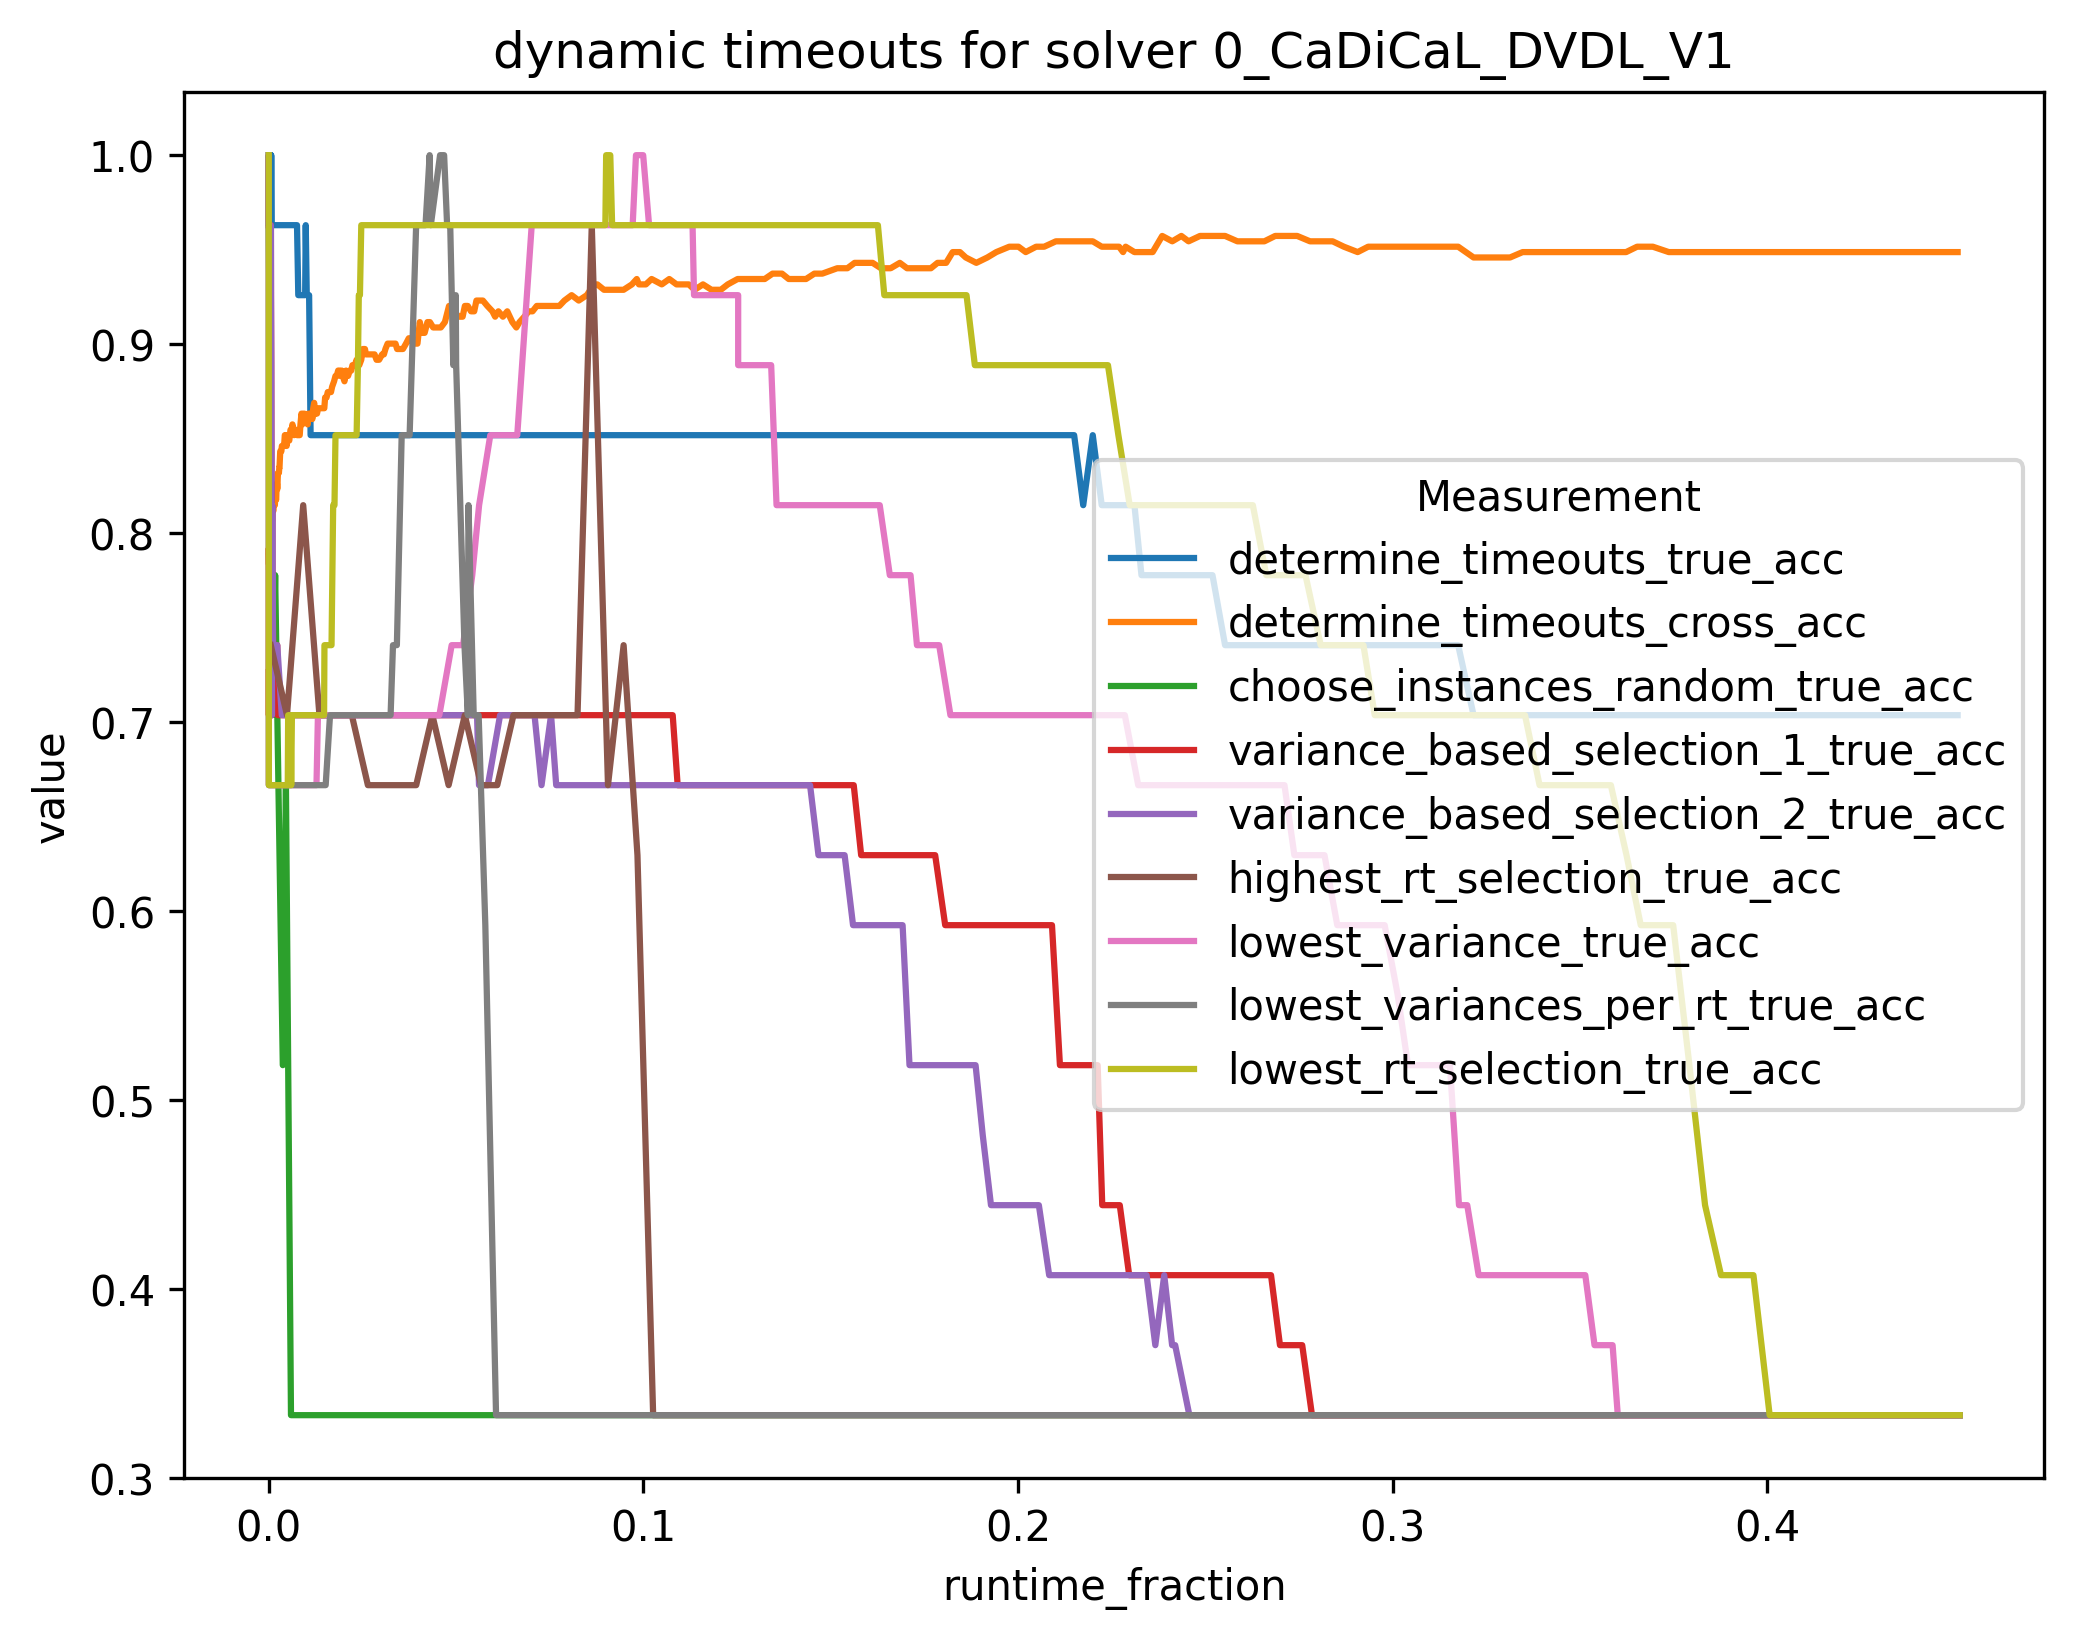 dynamic timeouts for solver 0_CaDiCaL_DVDL_V1
value
1.0
0.9
0.8
0.7
0.6
0.5
0.4
0.3
Measurement
determine_timeouts_true_acc
determine_timeouts_cross_acc
choose_instances_random_true_acc
variance_based_selection_1_true_acc
variance_based_selection_2_true_acc
highest_rt_selection_true_acc
lowest_variance_true_acc
lowest_variances_per_rt_true_acc
lowest_rt_selection_true_acc
0.0 0.1 0.2 0.3 0.4
runtime_fraction